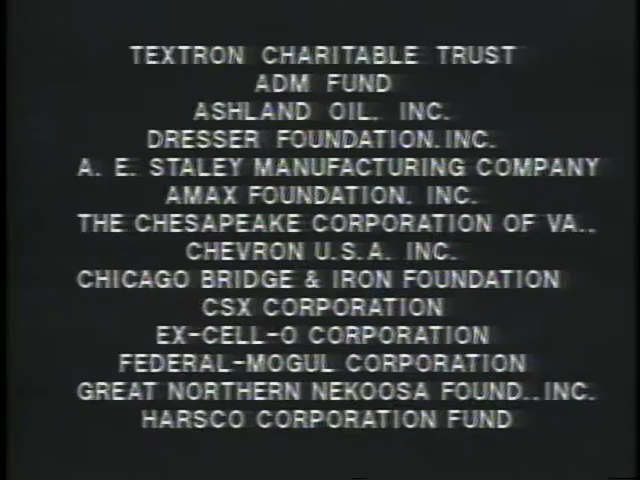 TEXTRON CHARITABLE TRUST
ADM FUND
ASHLAND OIL, INC.
DRESSER FOUNDATION, INC.
A. E. STALEY MANUFACTURING COMPANY
AMAX FOUNDATION, INC.
THE CHESAPEAKE CORPORATION OF VA..
CHEVRON U.S.A. INC.
CHICAGO BRIDGE & IRON FOUNDATION
CSX CORPORATION
EX-CELL-O CORPORATION
FEDERAL-MOGUL CORPORATION
GREAT NORTHERN NEKOOSA FOUND.. INC.
HARSCO CORPORATION FUND